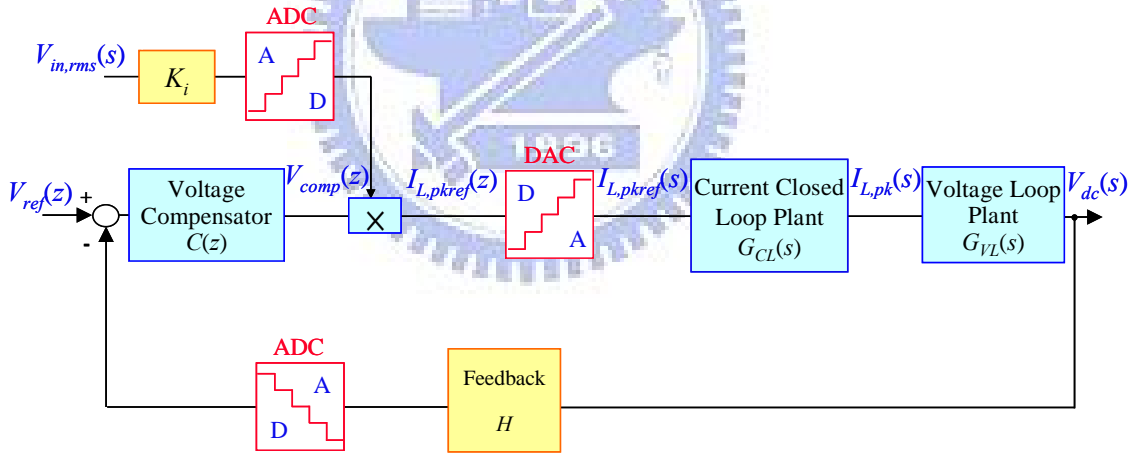 ADC
V_{in,rms}(s)
K_i
A
D
V_{ref}(z)
+
-
Voltage
Compensator
C(z)
V_{comp}(z)
×
I_{L,pkref}(z)
DAC
D
A
I_{L,pkref}(s)
Current Closed
Loop Plant
G_{CL}(s)
I_{L,pk}(s)
Voltage Loop
Plant
G_{VL}(s)
V_{dc}(s)
ADC
A
D
Feedback
H
1896